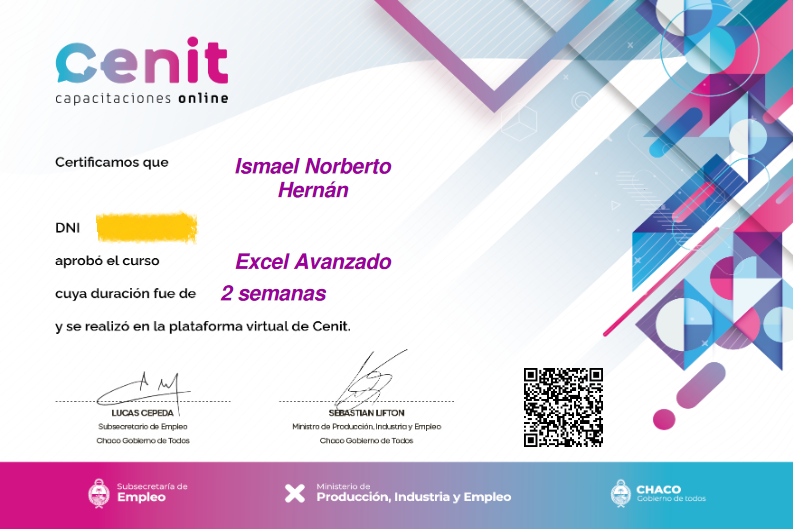 cenit
capacitaciones online
Certificamos que
Ismael Norberto
Hernán
DNI
aprobó el curso
Excel Avanzado
cuya duración fue de
2 semanas
y se realizó en la plataforma virtual de Cenit.
LUCAS CEPEDA
Subsecretario de Empleo
Chaco Gobierno de Todos
SEBASTIAN LIFTON
Ministro de Producción, Industria y Empleo
Chaco Gobierno de Todos
Subsecretaría de
Empleo
Ministerio de
Producción, Industria y Empleo
CHACO
Gobierno de todos